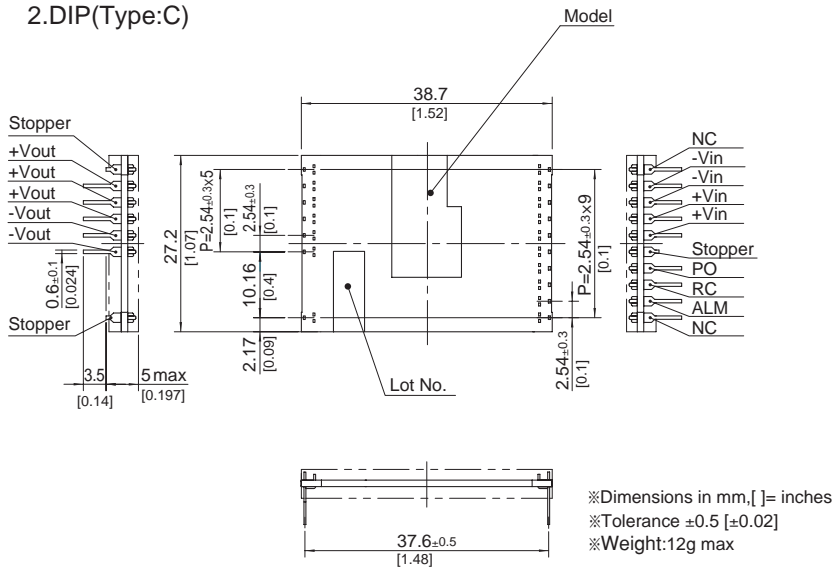 2.DIP(Type:C)
Model
38.7
[1.52]
Stopper
+Vout
+Vout
+Vout
-Vout
-Vout
0.6±0.1
[0.024]
Stopper
3.5
[0.14]
5 max
[0.197]
27.2
[1.07]
P=2.54±0.3x5
[0.1]
2.54±0.3
[0.1]
10.16
[0.4]
2.17
[0.09]
Lot No.
P=2.54±0.3x9
[0.1]
2.54±0.3
[0.1]
NC
-Vin
-Vin
+Vin
+Vin
Stopper
PO
RC
ALM
NC
37.6±0.5
[1.48]
※Dimensions in mm,[ ]= inches
※Tolerance ±0.5 [±0.02]
※Weight:12g max